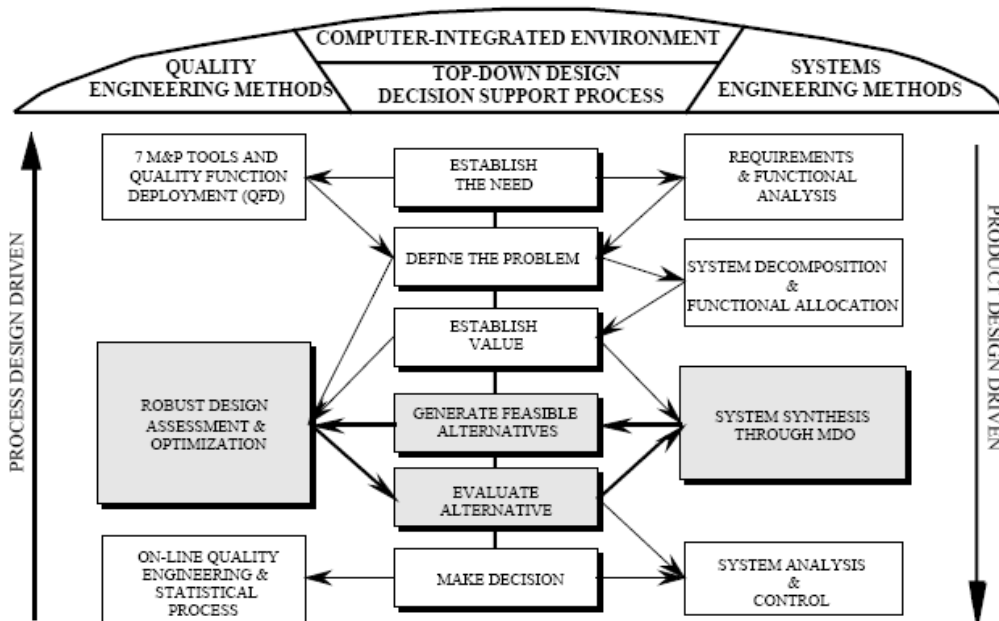 COMPUTER-INTEGRATED ENVIRONMENT
QUALITY
ENGINEERING METHODS
TOP-DOWN DESIGN
DECISION SUPPORT PROCESS
SYSTEMS
ENGINEERING METHODS
PROCESS DESIGN DRIVEN
7 M&P TOOLS AND
QUALITY FUNCTION
DEPLOYMENT (QFD)
ESTABLISH
THE NEED
REQUIREMENTS
& FUNCTIONAL
ANALYSIS
DEFINE THE PROBLEM
SYSTEM DECOMPOSITION
&
FUNCTIONAL ALLOCATION
ESTABLISH
VALUE
ROBUST DESIGN
ASSESSMENT &
OPTIMIZATION
GENERATE FEASIBLE
ALTERNATIVES
SYSTEM SYNTHESIS
THROUGH MDO
EVALUATE
ALTERNATIVE
ON-LINE QUALITY
ENGINEERING &
STATISTICAL
PROCESS
MAKE DECISION
SYSTEM ANALYSIS
&
CONTROL
PRODUCT DESIGN DRIVEN